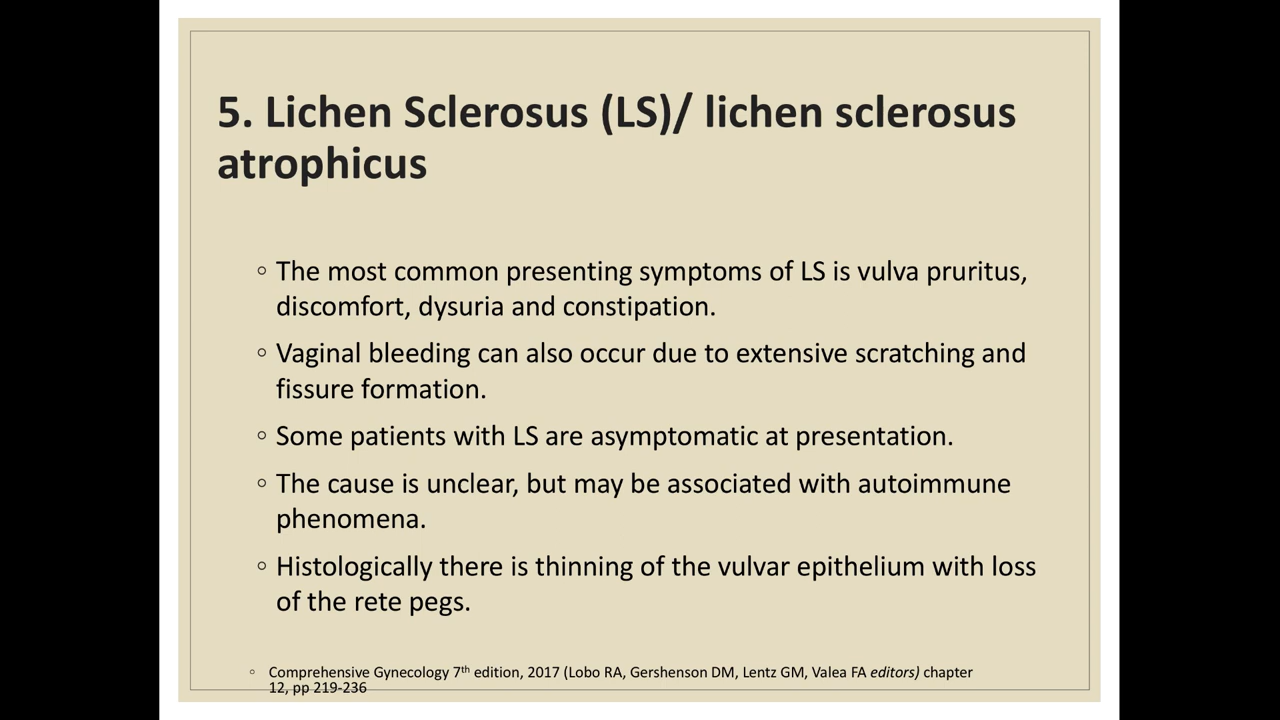 5. Lichen Sclerosus (LS)/ lichen sclerosus
atrophicus
◦ The most common presenting symptoms of LS is vulva pruritus,
discomfort, dysuria and constipation.
◦ Vaginal bleeding can also occur due to extensive scratching and
fissure formation.
◦ Some patients with LS are asymptomatic at presentation.
◦ The cause is unclear, but may be associated with autoimmune
phenomena.
◦ Histologically there is thinning of the vulvar epithelium with loss
of the rete pegs.
◦ Comprehensive Gynecology 7th edition, 2017 (Lobo RA, Gershenson DM, Lentz GM, Valea FA editors) chapter
12, pp 219-236